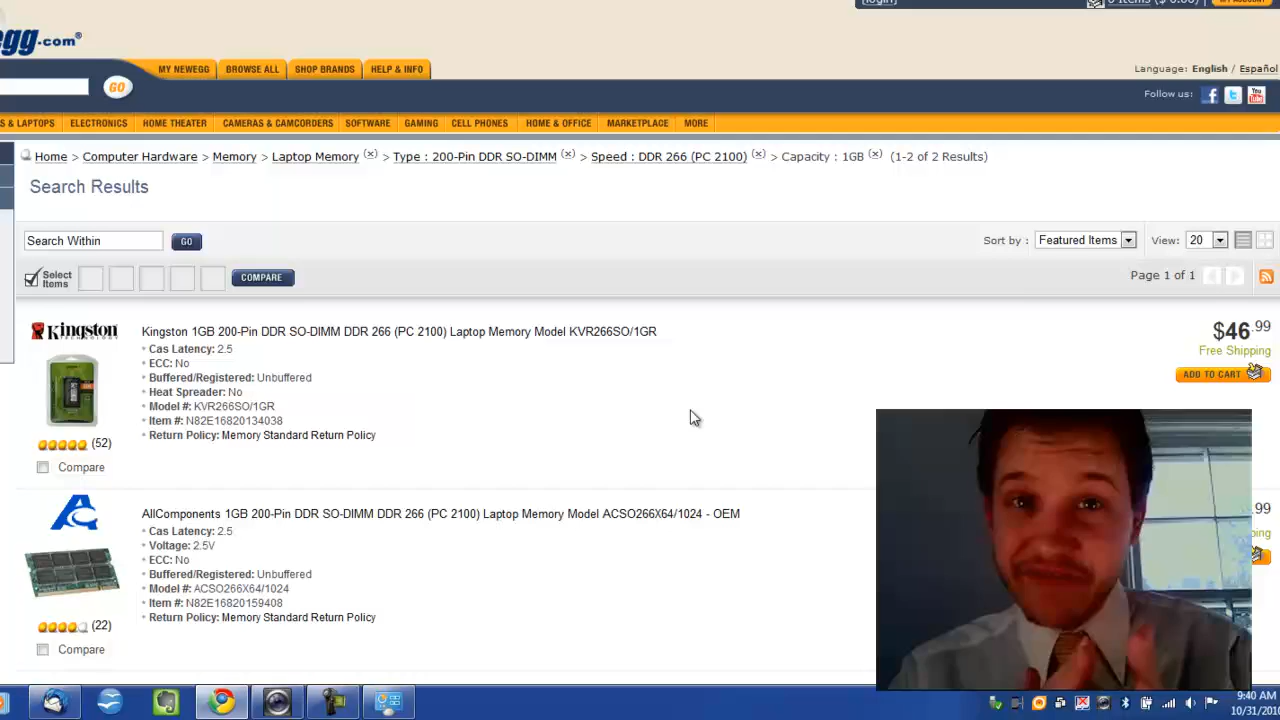 [login]
MY ACCOUNT
egg.com®
MY NEWEGG BROWSE ALL SHOP BRANDS HELP & INFO
Language: English / Español
GO
Follow us:
S & LAPTOPS ELECTRONICS HOME THEATER CAMERAS & CAMCORDERS SOFTWARE GAMING CELL PHONES HOME & OFFICE MARKETPLACE MORE
Home > Computer Hardware > Memory > Laptop Memory (x) > Type : 200-Pin DDR SO-DIMM (x) > Speed : DDR 266 (PC 2100) (x) > Capacity : 1GB (x) (1-2 of 2 Results)
Search Results
Search Within GO
Sort by : Featured Items View: 20
Select Items COMPARE
Page 1 of 1
Kingston
TECHNOLOGY
Kingston 1GB 200-Pin DDR SO-DIMM DDR 266 (PC 2100) Laptop Memory Model KVR266SO/1GR
$46.99
Cas Latency: 2.5
Free Shipping
ECC: No
Buffered/Registered: Unbuffered
ADD TO CART
Heat Spreader: No
Model #: KVR266SO/1GR
Item #: N82E16820134038
Return Policy: Memory Standard Return Policy
(52)
Compare
AllComponents 1GB 200-Pin DDR SO-DIMM DDR 266 (PC 2100) Laptop Memory Model ACSO266X64/1024 - OEM
.99
Cas Latency: 2.5
Voltage: 2.5V
ping
ECC: No
Buffered/Registered: Unbuffered
Model #: ACSO266X64/1024
Item #: N82E16820159408
Return Policy: Memory Standard Return Policy
(22)
Compare
9:40 AM
10/31/201